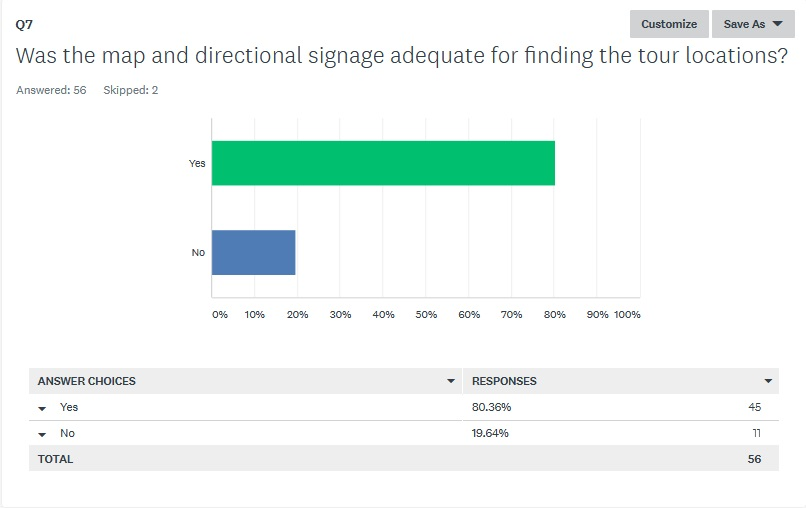 Q7
Customize
Save As
Was the map and directional signage adequate for finding the tour locations?
Answered: 56 Skipped: 2
Yes
No
0% 10% 20% 30% 40% 50% 60% 70% 80% 90% 100%
ANSWER CHOICES RESPONSES
Yes 80.36% 45
No 19.64% 11
TOTAL 56